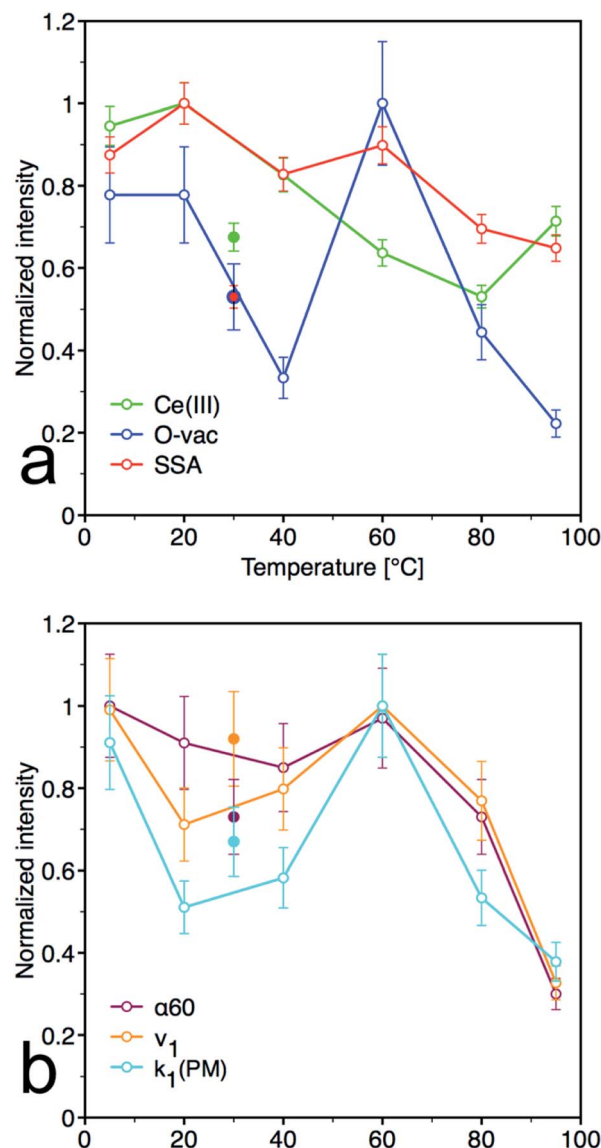 1.2
1
0.8
0.6
0.4
0.2
0
Normalized intensity
Ce(III)
O-vac
SSA
a
0 20 40 60 80 100
Temperature [°C]
1.2
1
0.8
0.6
0.4
0.2
0
Normalized intensity
α60
v1
k1(PM)
b
0 20 40 60 80 100